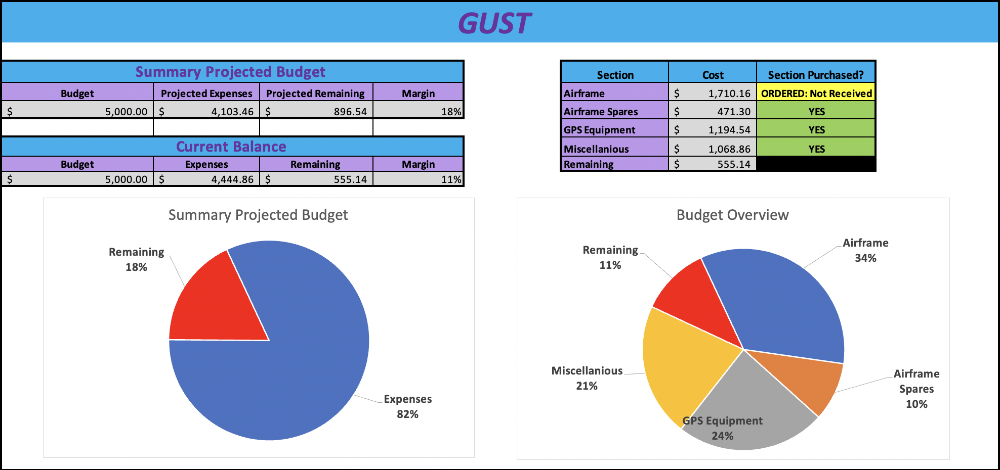 GUST
Summary Projected Budget
Budget Projected Expenses Projected Remaining Margin
$ 5,000.00 $ 4,103.46 $ 896.54 18%
Current Balance
Budget Expenses Remaining Margin
$ 5,000.00 $ 4,444.86 $ 555.14 11%
Section Cost Section Purchased?
Airframe $ 1,710.16 ORDERED: Not Received
Airframe Spares $ 471.30 YES
GPS Equipment $ 1,194.54 YES
Miscellanious $ 1,068.86 YES
Remaining $ 555.14
Summary Projected Budget
Remaining
18%
Expenses
82%
Budget Overview
Airframe
34%
Remaining
11%
Miscellanious
21%
Airframe
Spares
10%
GPS Equipment
24%